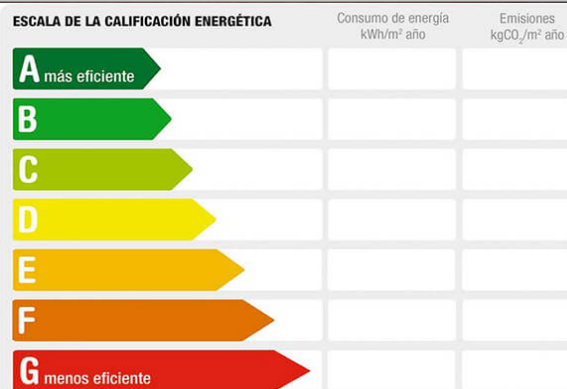 ESCALA DE LA CALIFICACIÓN ENERGÉTICA
Consumo de energía
kWh/m² año
Emisiones
kgCO₂/m² año
A más eficiente
B
C
D
E
F
G menos eficiente